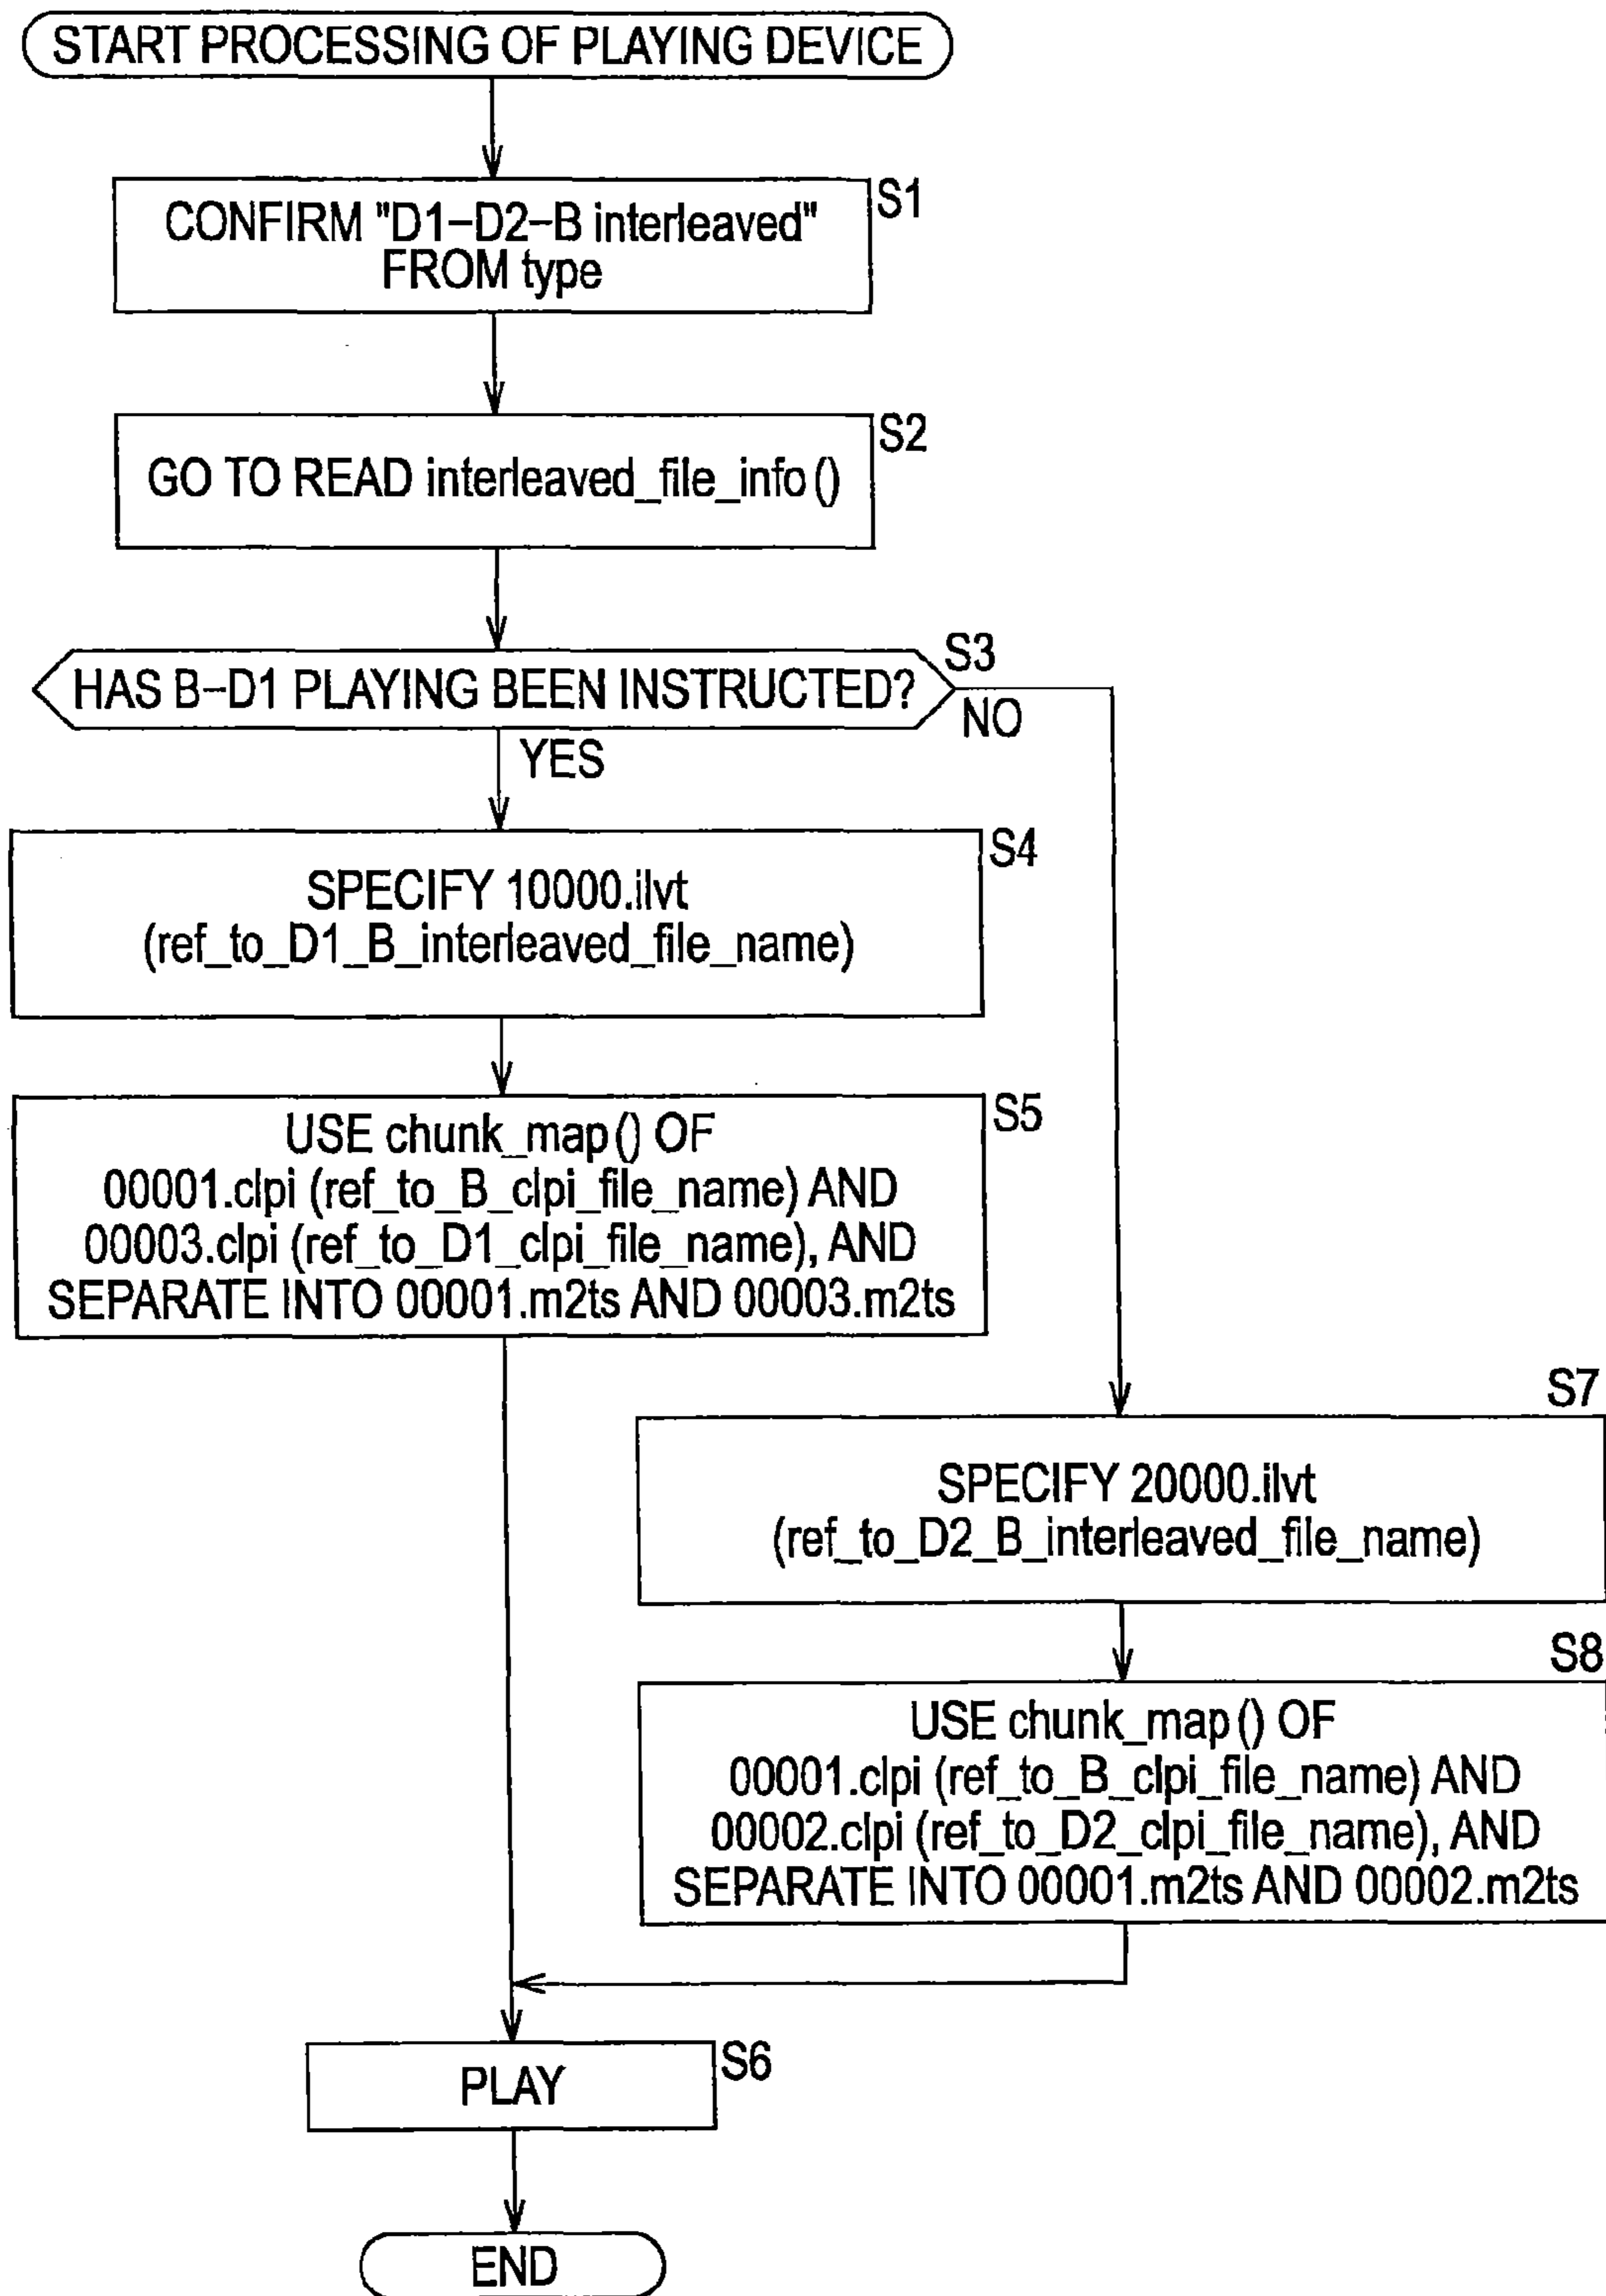 START PROCESSING OF PLAYING DEVICE
S1
CONFIRM "D1-D2-B interleaved"
FROM type
S2
GO TO READ interleaved_file_info ()
S3
HAS B-D1 PLAYING BEEN INSTRUCTED?
NO
YES
S4
SPECIFY 10000.ilvt
(ref_to_D1_B_interleaved_file_name)
S5
USE chunk_map () OF
00001.clpi (ref_to_B_clpi_file_name) AND
00003.clpi (ref_to_D1_clpi_file_name), AND
SEPARATE INTO 00001.m2ts AND 00003.m2ts
S7
SPECIFY 20000.ilvt
(ref_to_D2_B_interleaved_file_name)
S8
USE chunk_map () OF
00001.clpi (ref_to_B_clpi_file_name) AND
00002.clpi (ref_to_D2_clpi_file_name), AND
SEPARATE INTO 00001.m2ts AND 00002.m2ts
S6
PLAY
END